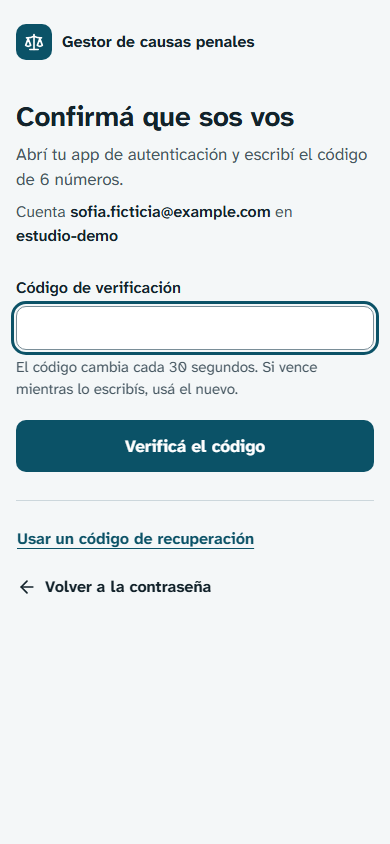 Gestor de causas penales
Confirmá que sos vos
Abrí tu app de autenticación y escribí el código
de 6 números.
Cuenta sofia.ficticia@example.com en
estudio-demo
Código de verificación
El código cambia cada 30 segundos. Si vence
mientras lo escribís, usá el nuevo.
Verificá el código
Usar un código de recuperación
Volver a la contraseña